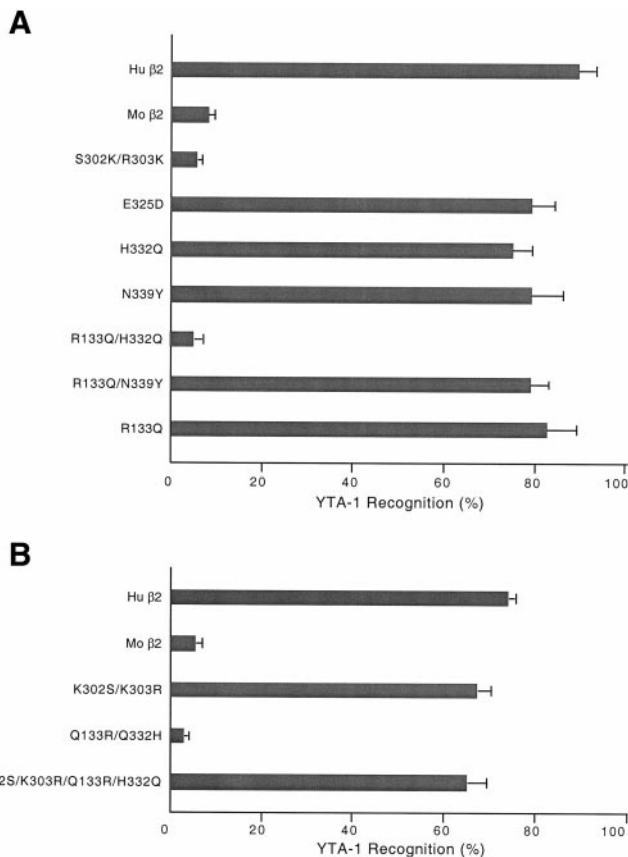 A
Hu β2
Mo β2
S302K/R303K
E325D
H332Q
N339Y
R133Q/H332Q
R133Q/N339Y
R133Q
0 20 40 60 80 100
YTA-1 Recognition (%)
B
Hu β2
Mo β2
K302S/K303R
Q133R/Q332H
2S/K303R/Q133R/H332Q
0 20 40 60 80 100
YTA-1 Recognition (%)